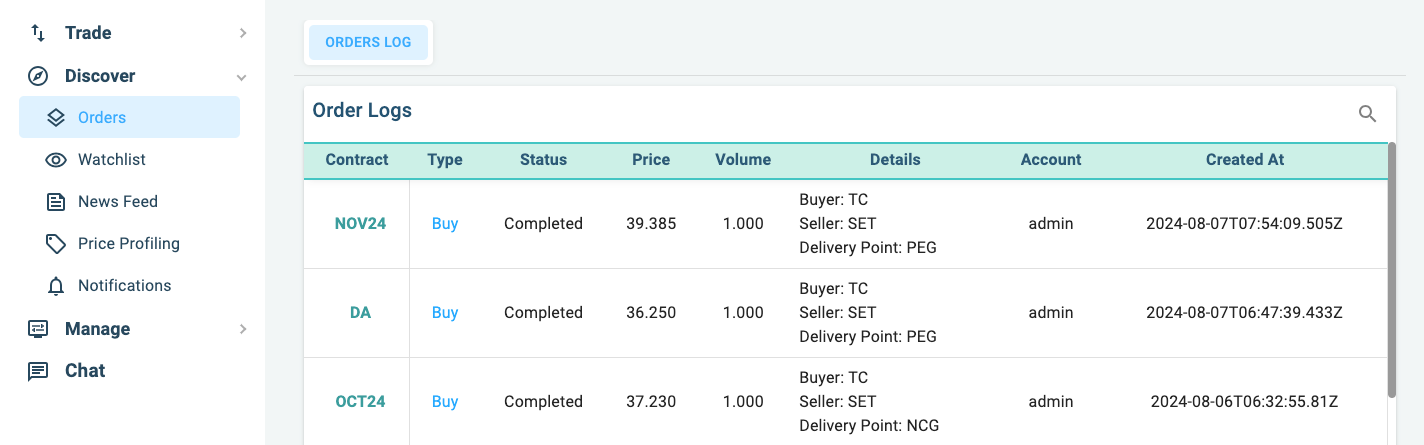 Trade
Discover
Orders
Watchlist
News Feed
Price Profiling
Notifications
Manage
Chat
ORDERS LOG
Order Logs
Contract Type Status Price Volume Details Account Created At
NOV24 Buy Completed 39.385 1.000 Buyer: TC
Seller: SET
Delivery Point: PEG admin 2024-08-07T07:54:09.505Z
DA Buy Completed 36.250 1.000 Buyer: TC
Seller: SET
Delivery Point: PEG admin 2024-08-07T06:47:39.433Z
OCT24 Buy Completed 37.230 1.000 Buyer: TC
Seller: SET
Delivery Point: NCG admin 2024-08-06T06:32:55.81Z